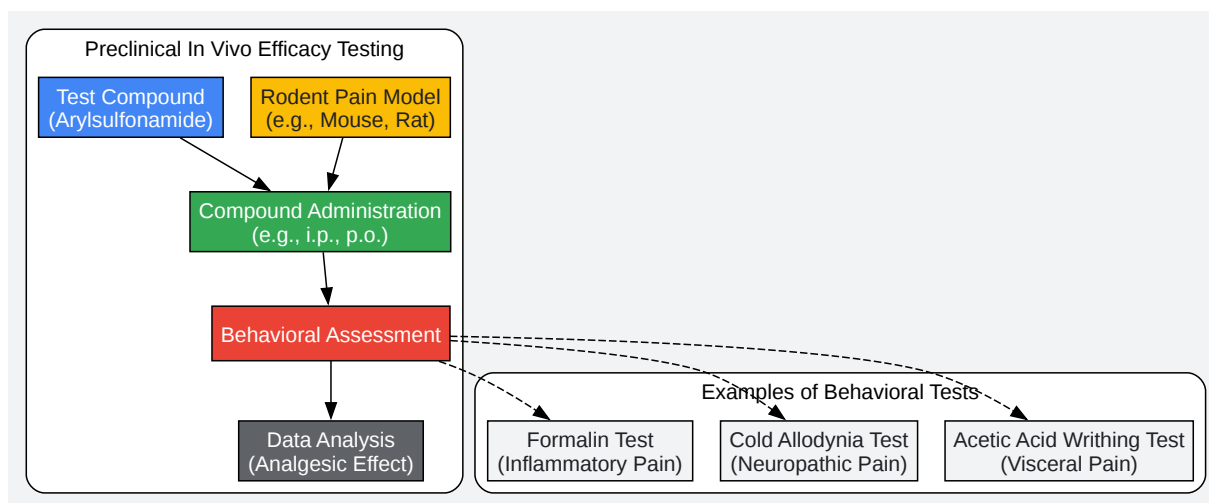 Preclinical In Vivo Efficacy Testing
Test Compound
(Arylsulfonamide)
Rodent Pain Model
(e.g., Mouse, Rat)
Compound Administration
(e.g., i.p., p.o.)
Behavioral Assessment
Data Analysis
(Analgesic Effect)
Examples of Behavioral Tests
Formalin Test
(Inflammatory Pain)
Cold Allodynia Test
(Neuropathic Pain)
Acetic Acid Writhing Test
(Visceral Pain)